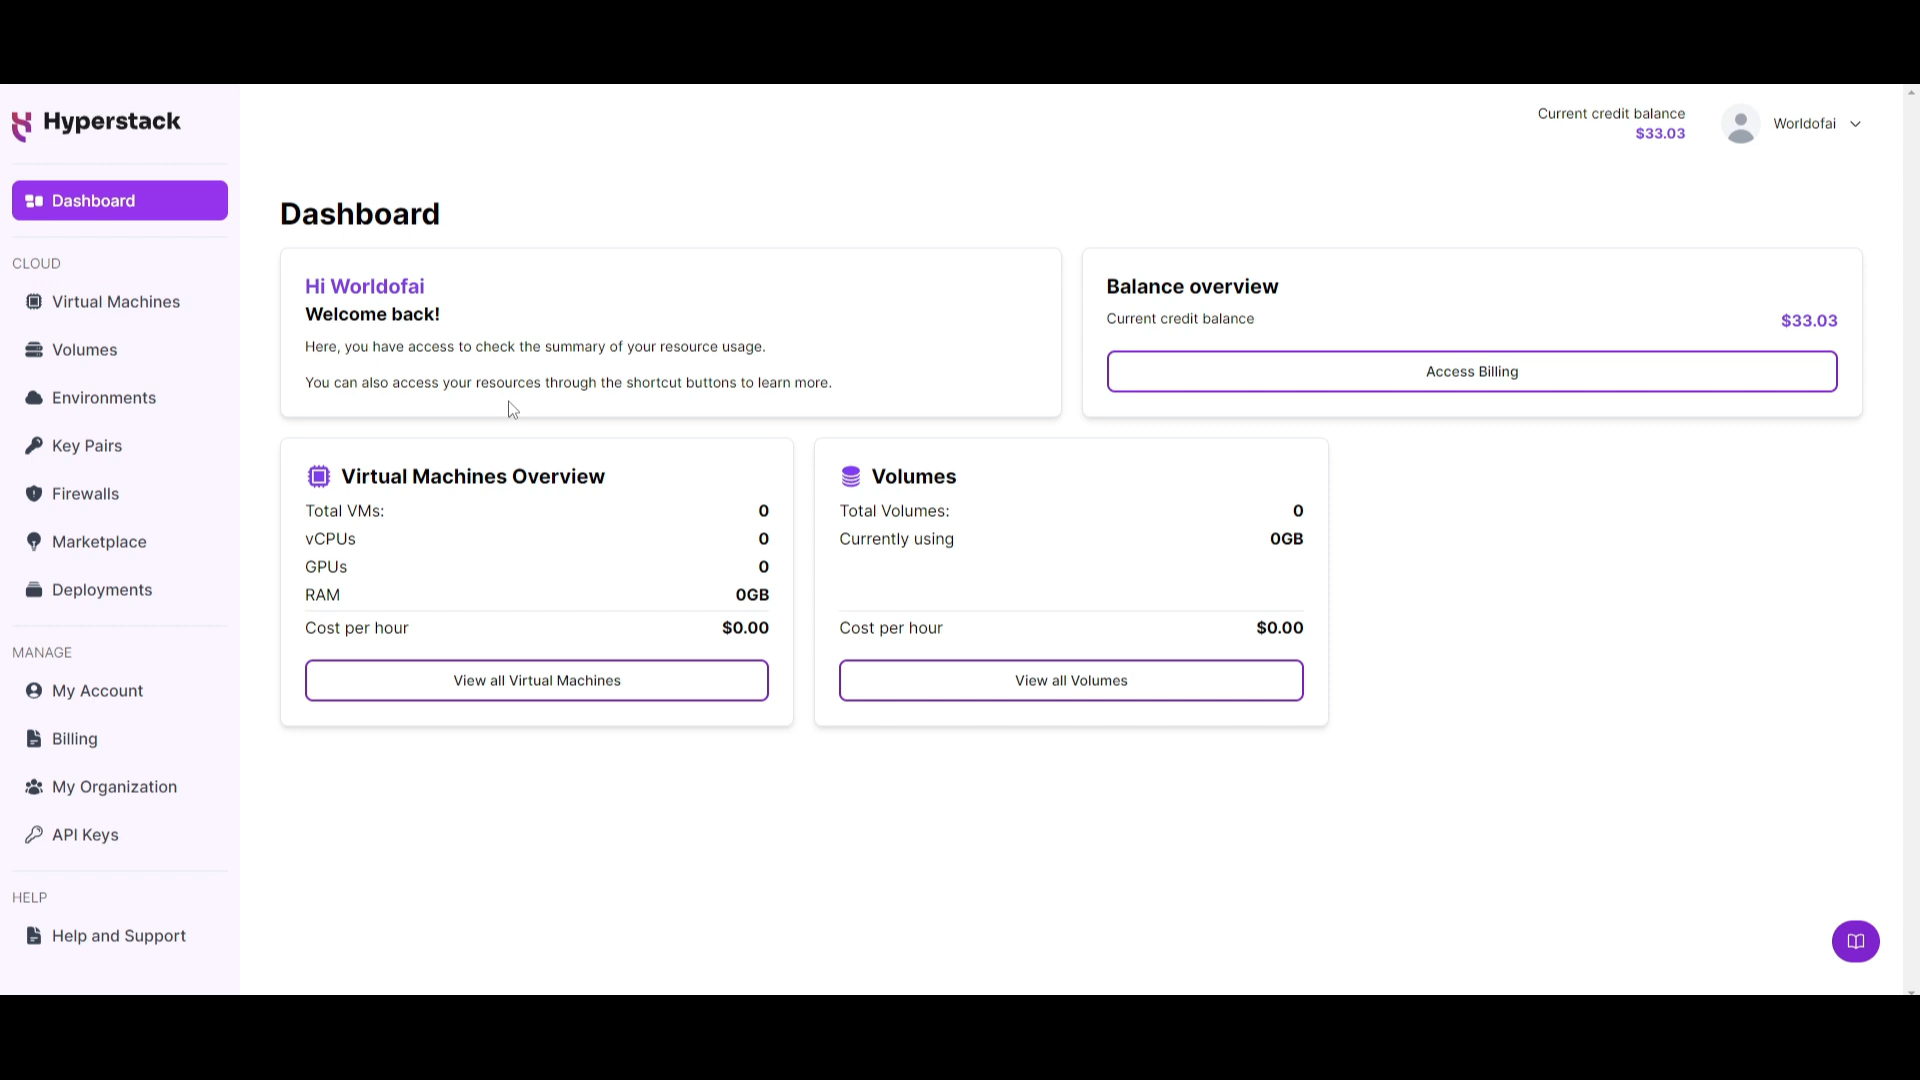 Hyperstack
Current credit balance
$33.03
Worldofai
Dashboard
CLOUD
Virtual Machines
Volumes
Environments
Key Pairs
Firewalls
Marketplace
Deployments
MANAGE
My Account
Billing
My Organization
API Keys
HELP
Help and Support
Dashboard
Hi Worldofai
Welcome back!
Here, you have access to check the summary of your resource usage.
You can also access your resources through the shortcut buttons to learn more.
Balance overview
Current credit balance $33.03
Access Billing
Virtual Machines Overview
Total VMs: 0
vCPUs 0
GPUs 0
RAM 0GB
Cost per hour $0.00
View all Virtual Machines
Volumes
Total Volumes: 0
Currently using 0GB
Cost per hour $0.00
View all Volumes